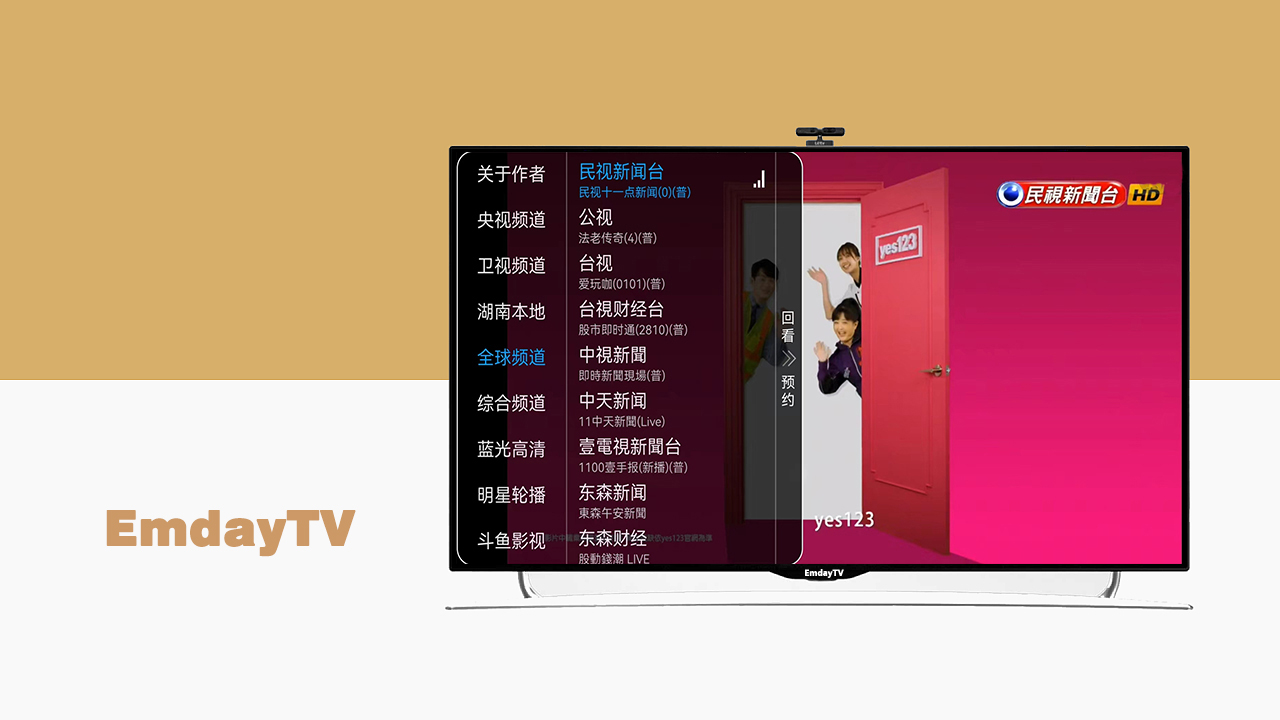 EmdayTV
关于作者
央视频道
卫视频道
湖南本地
全球频道
综合频道
蓝光高清
明星轮播
斗鱼影视
民视新闻台
民视十一点新闻(0)(普)
公视
法老传奇(4)(普)
台视
爱玩咖(0101)(普)
台視财经台
股市即时通(2810)(普)
中視新聞
即時新聞現場(普)
中天新闻
11中天新聞(Live)
壹電視新聞台
1100壹手报(新播)(普)
东森新闻
東森午安新聞
东森财经
股動錢潮 LIVE
回看
预约
民視新聞台 HD
yes123
yes123
EmdayTV